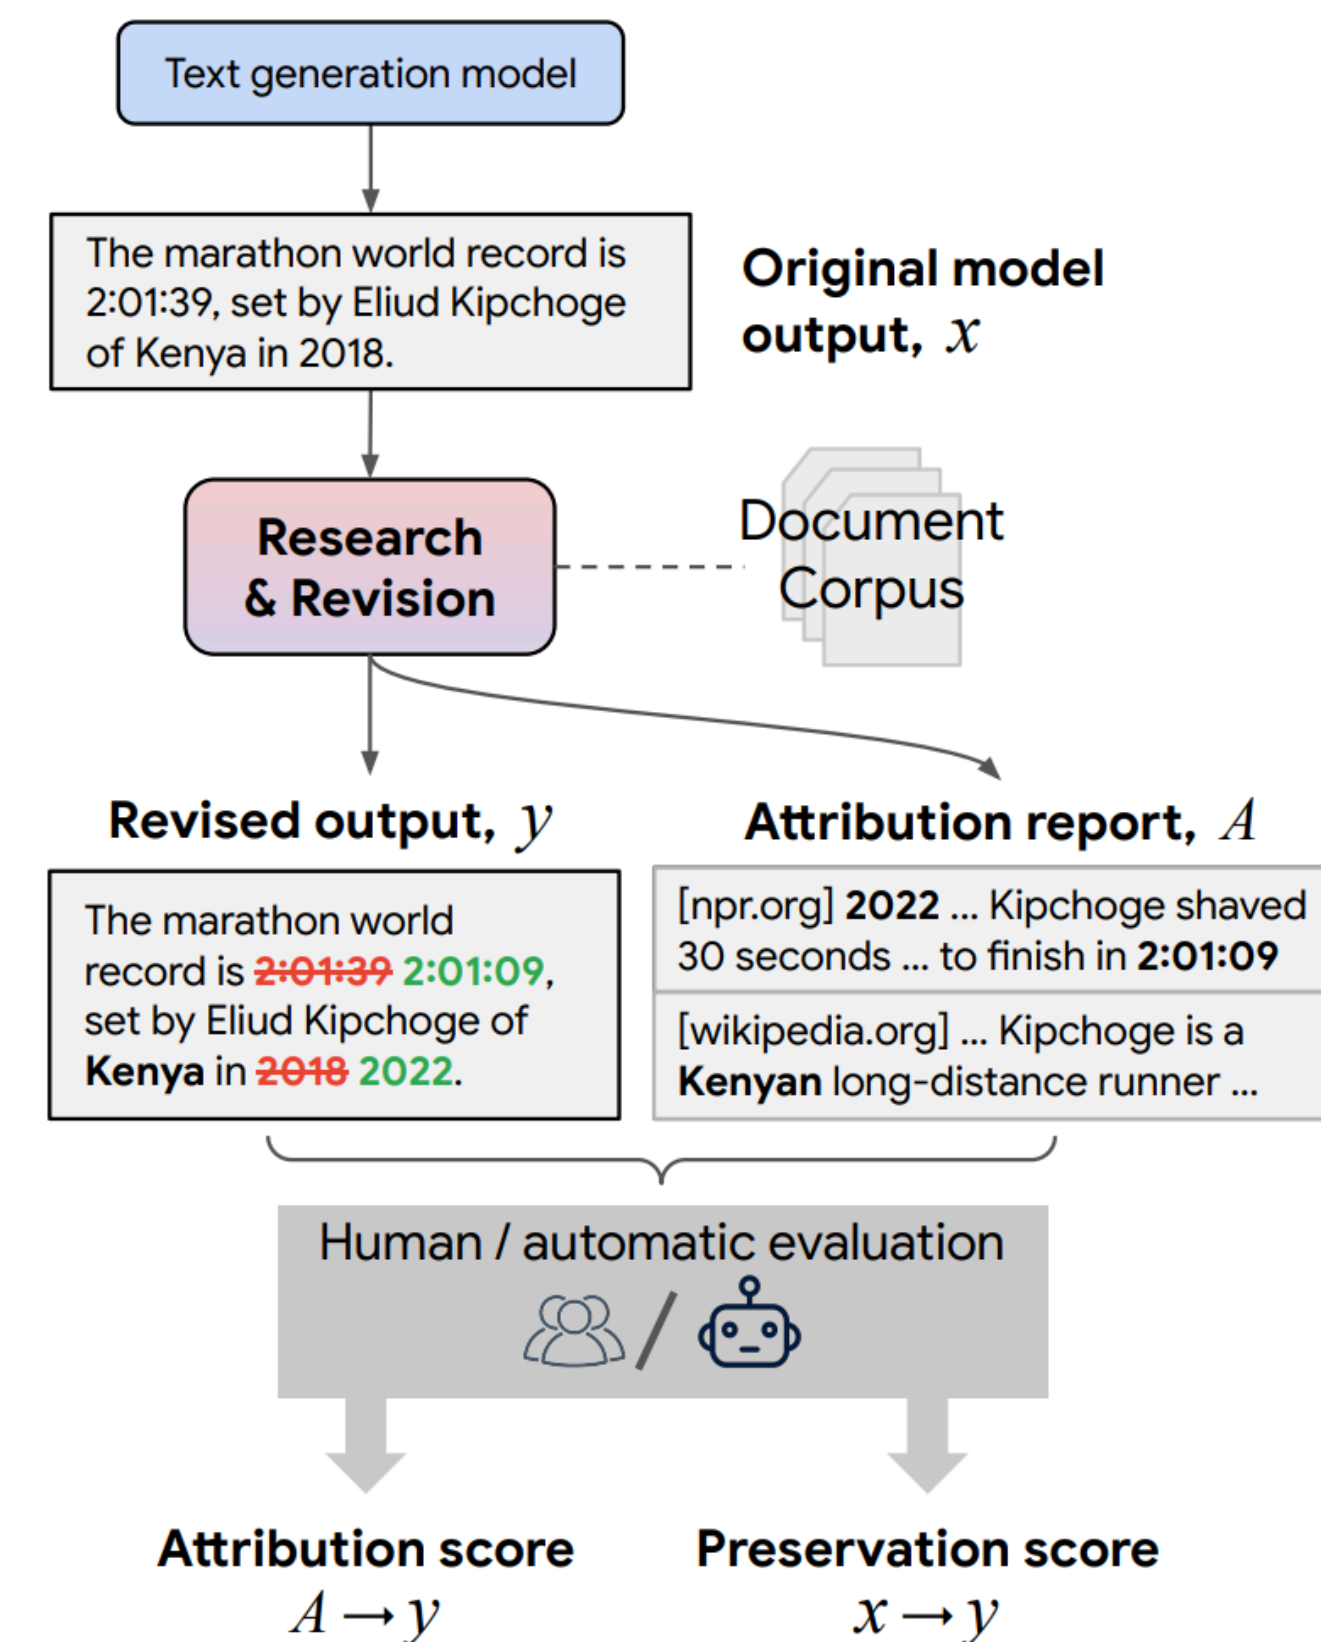 Text generation model
The marathon world record is
2:01:39, set by Eliud Kipchoge
of Kenya in 2018.
Original model
output, x
Research
& Revision
Document
Corpus
Revised output, y
The marathon world
record is 2:01:39 2:01:09,
set by Eliud Kipchoge of
Kenya in 2018 2022.
Attribution report, A
[npr.org] 2022 ... Kipchoge shaved
30 seconds ... to finish in 2:01:09
[wikipedia.org] ... Kipchoge is a
Kenyan long-distance runner ...
Human / automatic evaluation
/
Attribution score
A → y
Preservation score
x → y